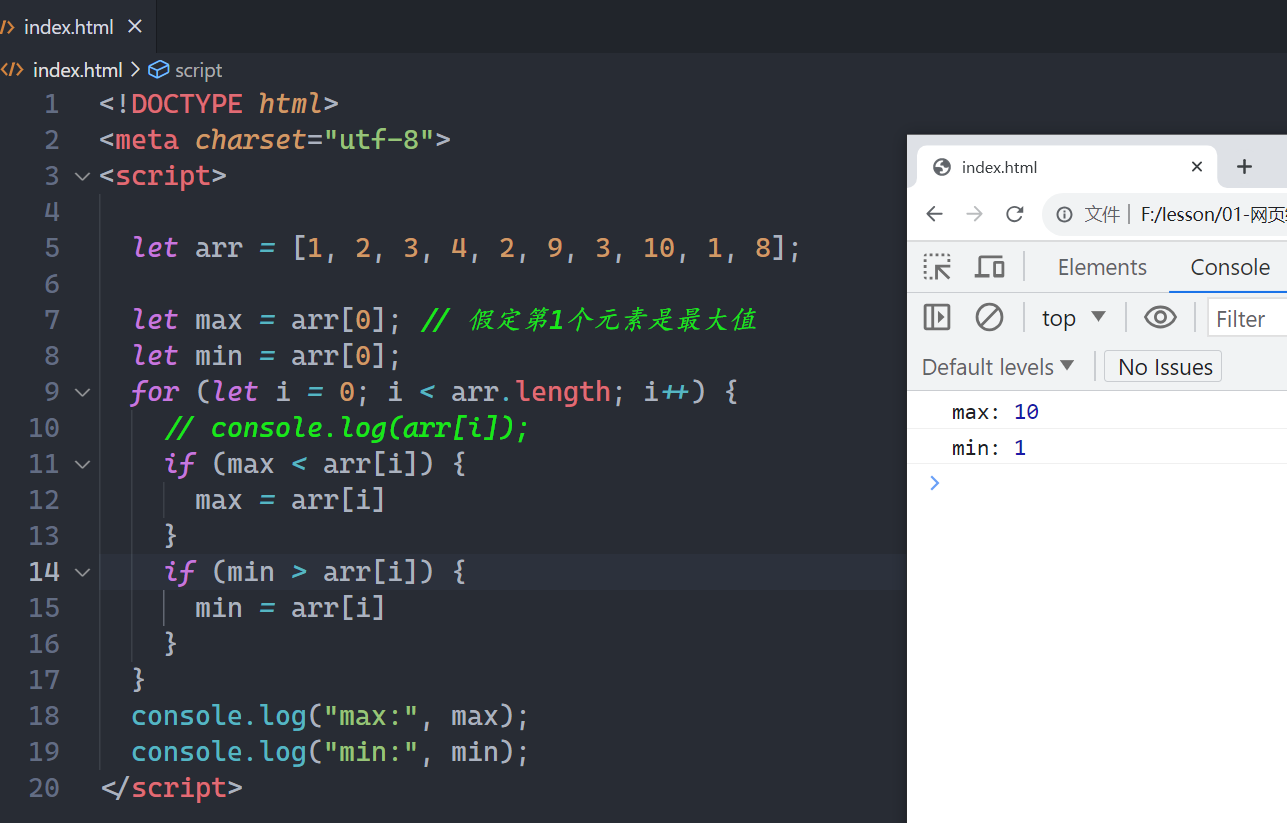 index.html
index.html > script
1 <!DOCTYPE html>
2 <meta charset="utf-8">
3 <script>
4
5 let arr = [1, 2, 3, 4, 2, 9, 3, 10, 1, 8];
6
7 let max = arr[0]; // 假定第1个元素是最大值
8 let min = arr[0];
9 for (let i = 0; i < arr.length; i++) {
10 // console.log(arr[i]);
11 if (max < arr[i]) {
12 max = arr[i]
13 }
14 if (min > arr[i]) {
15 min = arr[i]
16 }
17 }
18 console.log("max:", max);
19 console.log("min:", min);
20 </script>
index.html
文件 | F:/lesson/01-网页
Elements Console
top Filter
Default levels No Issues
max: 10
min: 1